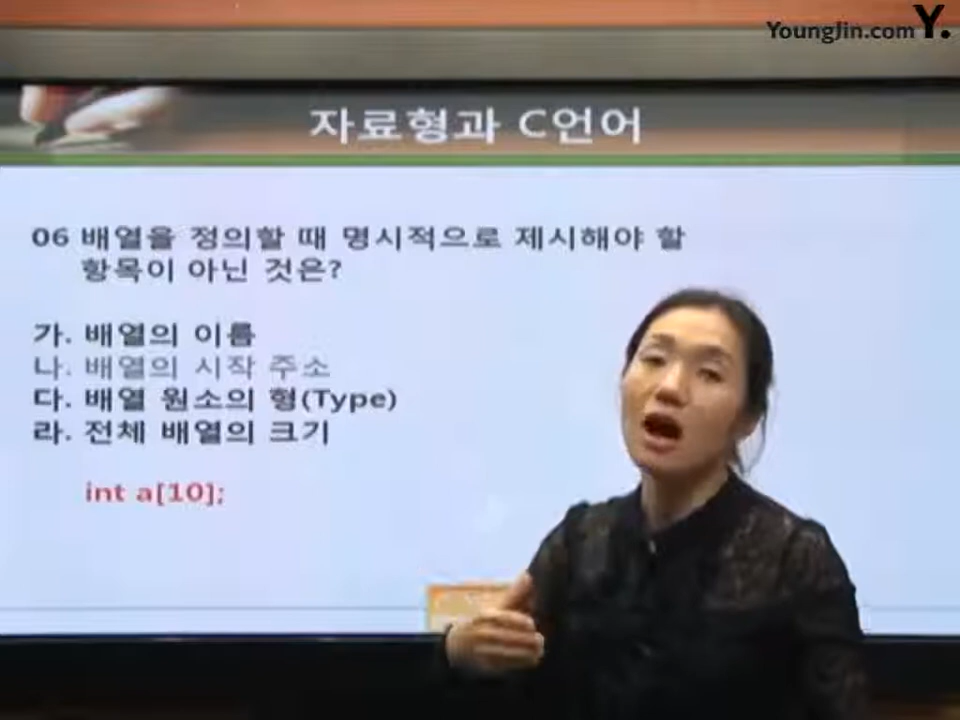 YoungJin.com Y.
자료형과 C언어
06 배열을 정의할 때 명시적으로 제시해야 할
항목이 아닌 것은?
가. 배열의 이름
나. 배열의 시작 주소
다. 배열 원소의 형(Type)
라. 전체 배열의 크기
int a[10];